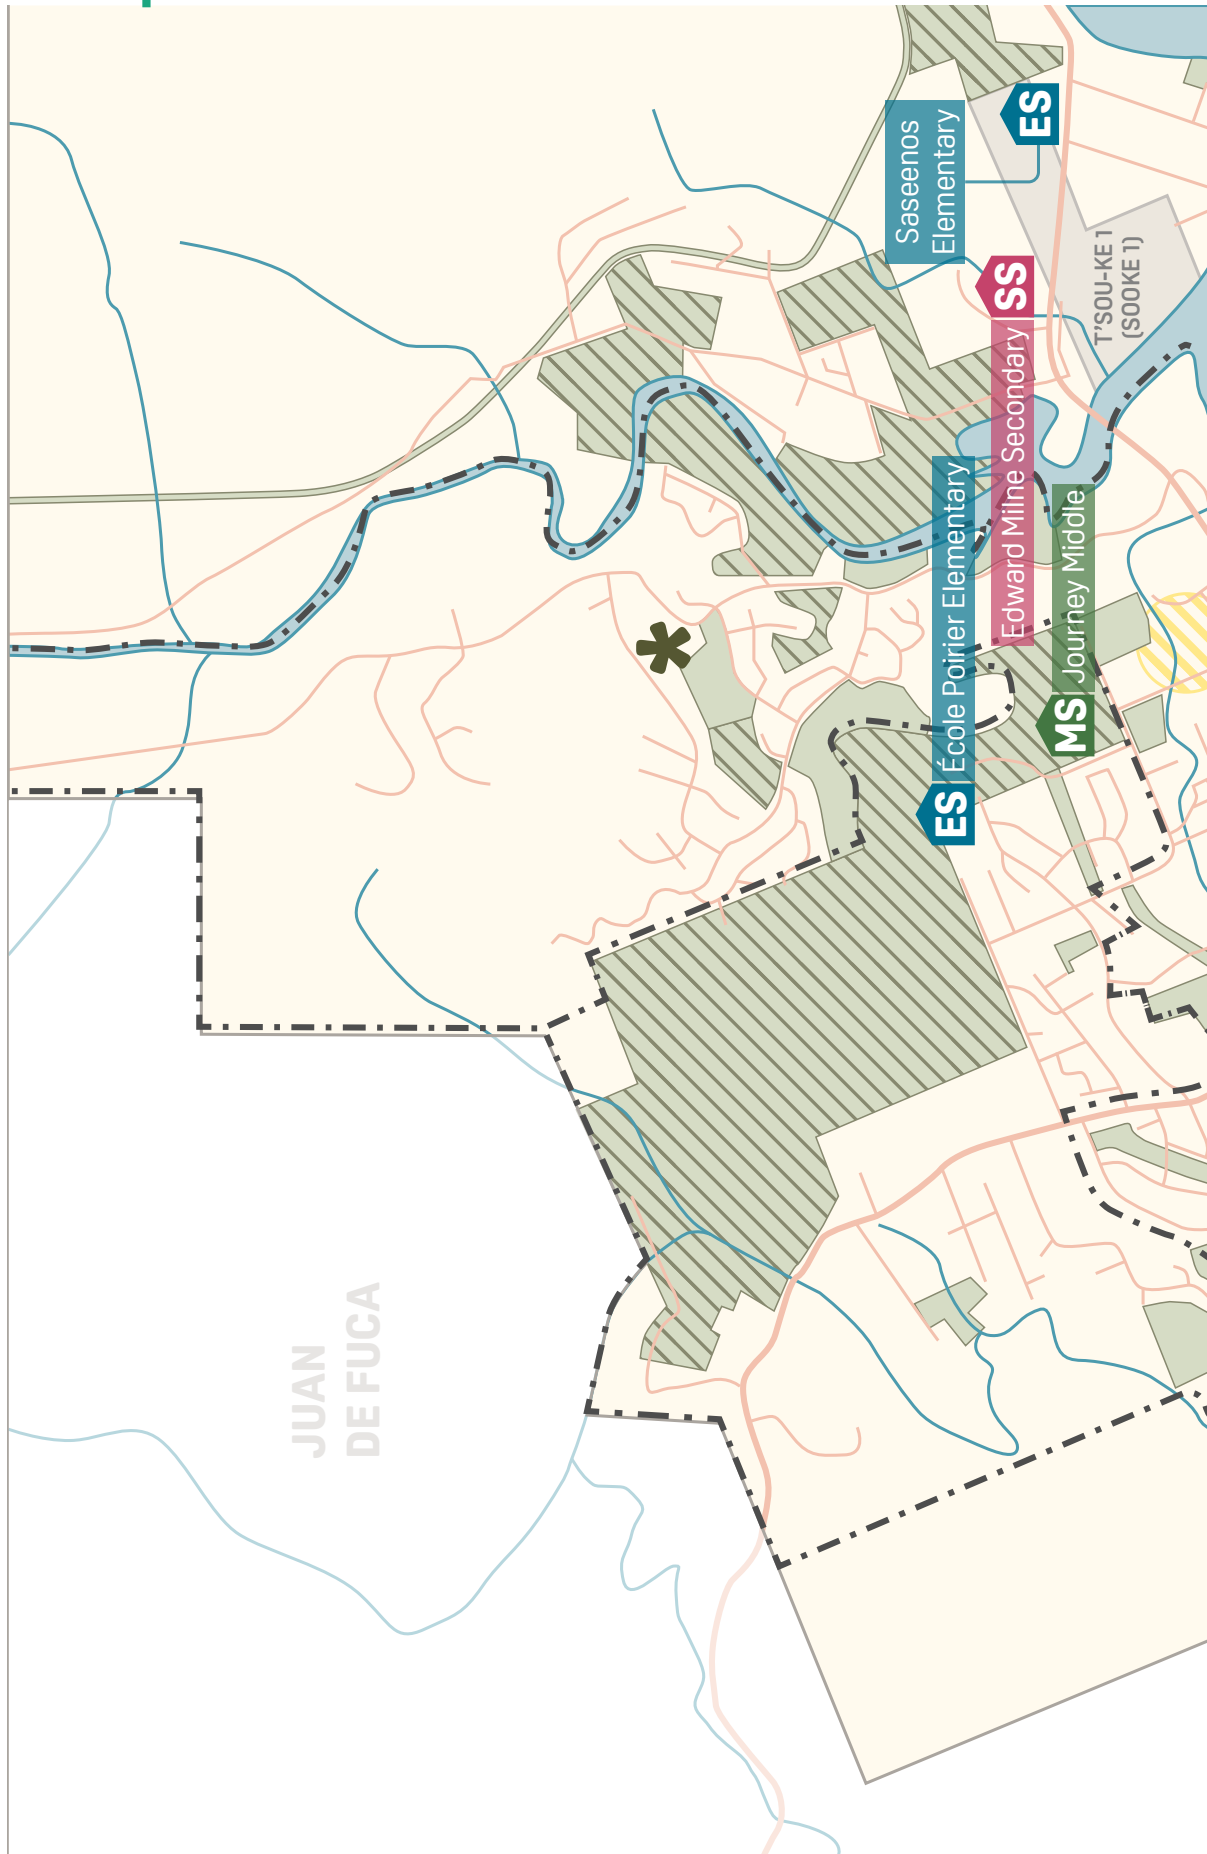 JUAN
DE FUCA
ES École Poirier Elementary
MS Journey Middle
Edward Milne Secondary SS
Saseenos
Elementary
ES
T'SOU-KE 1
(SOOKE 1)